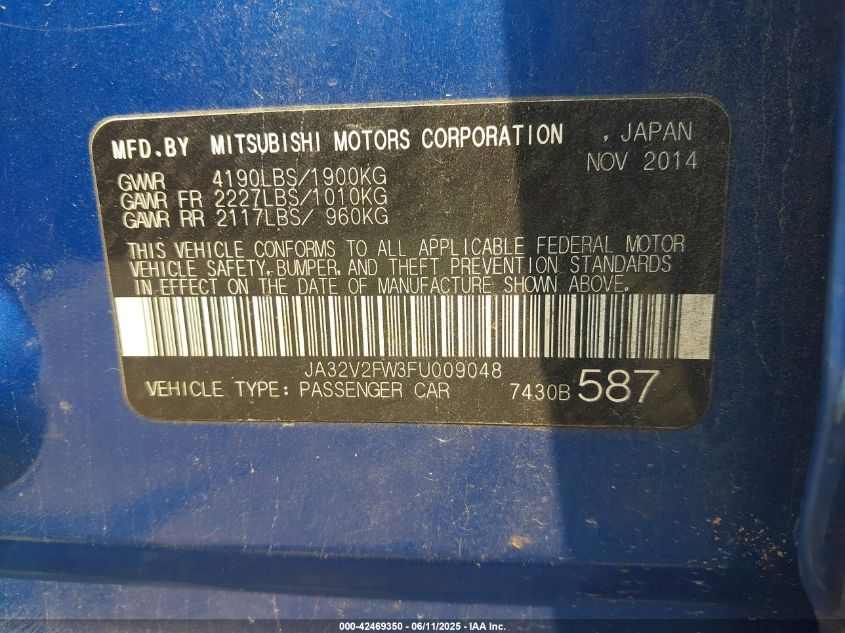 MFD.BY MITSUBISHI MOTORS CORPORATION , JAPAN
NOV 2014
GWR 4190LBS/1900KG
GAWR FR 2227LBS/1010KG
GAWR RR 2117LBS/ 960KG
THIS VEHICLE CONFORMS TO ALL APPLICABLE FEDERAL MOTOR
VEHICLE SAFETY, BUMPER, AND THEFT PREVENTION STANDARDS
IN EFFECT ON THE DATE OF MANUFACTURE SHOWN ABOVE.
JA32V2FW3FU009048
VEHICLE TYPE: PASSENGER CAR 7430B 587
000-42469350 - 06/11/2025 - IAA Inc.